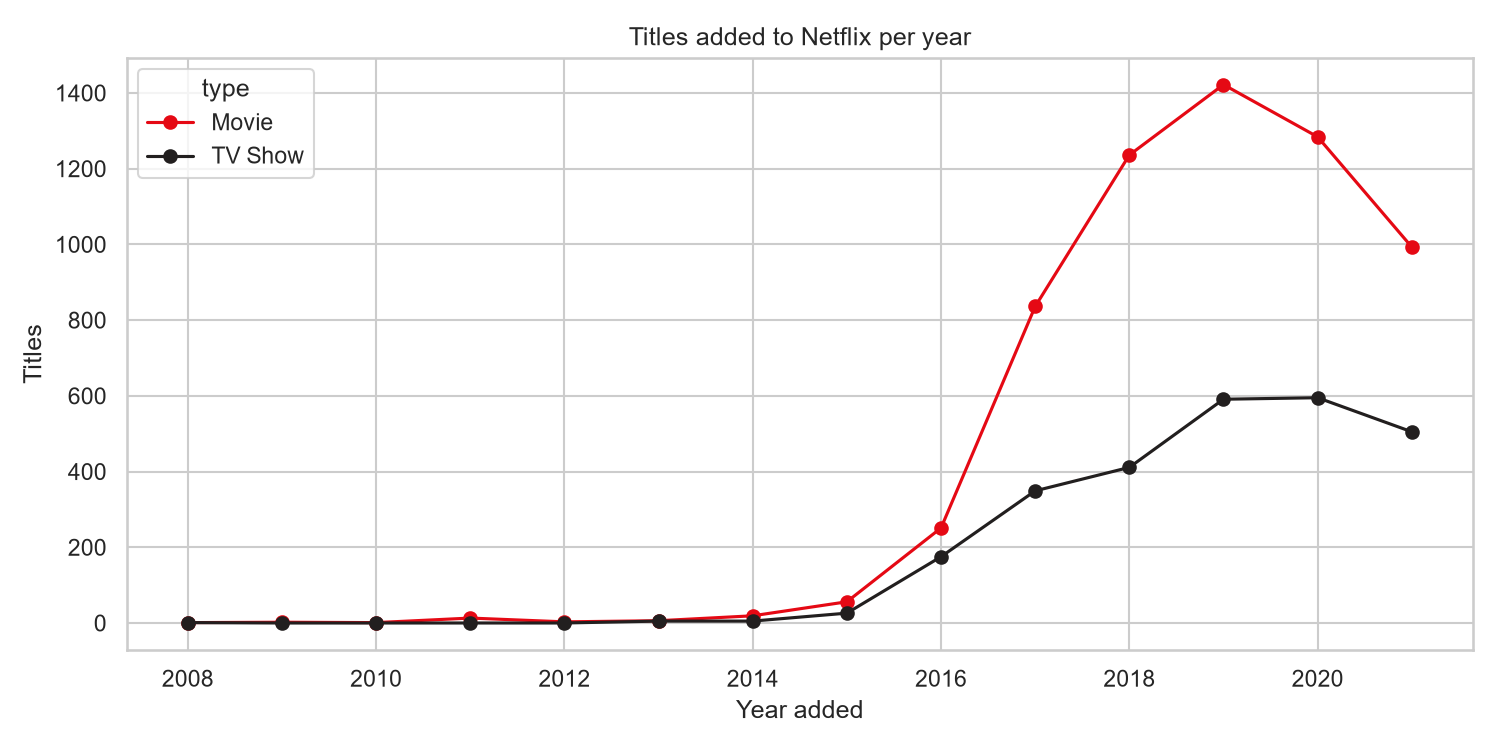 Titles added to Netflix per year
type
Movie
TV Show
1400
1200
1000
800
600
400
200
0
Titles
2008 2010 2012 2014 2016 2018 2020
Year added